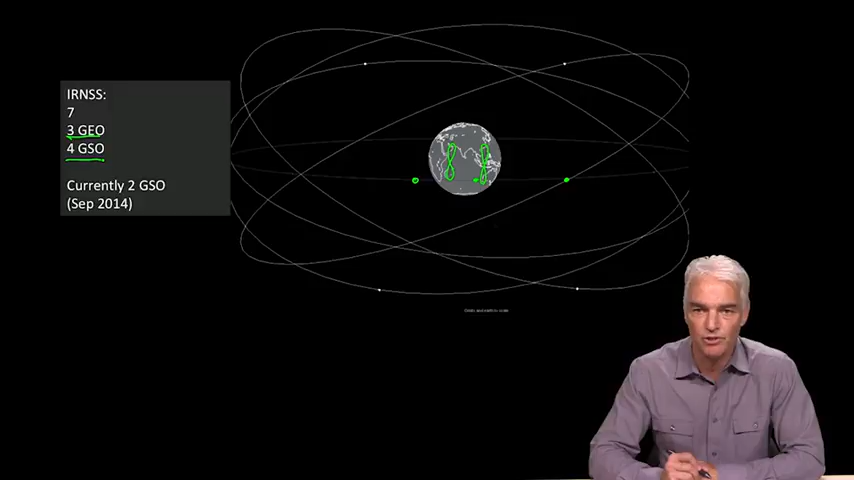 IRNSS:
7
3 GEO
4 GSO
Currently 2 GSO
(Sep 2014)